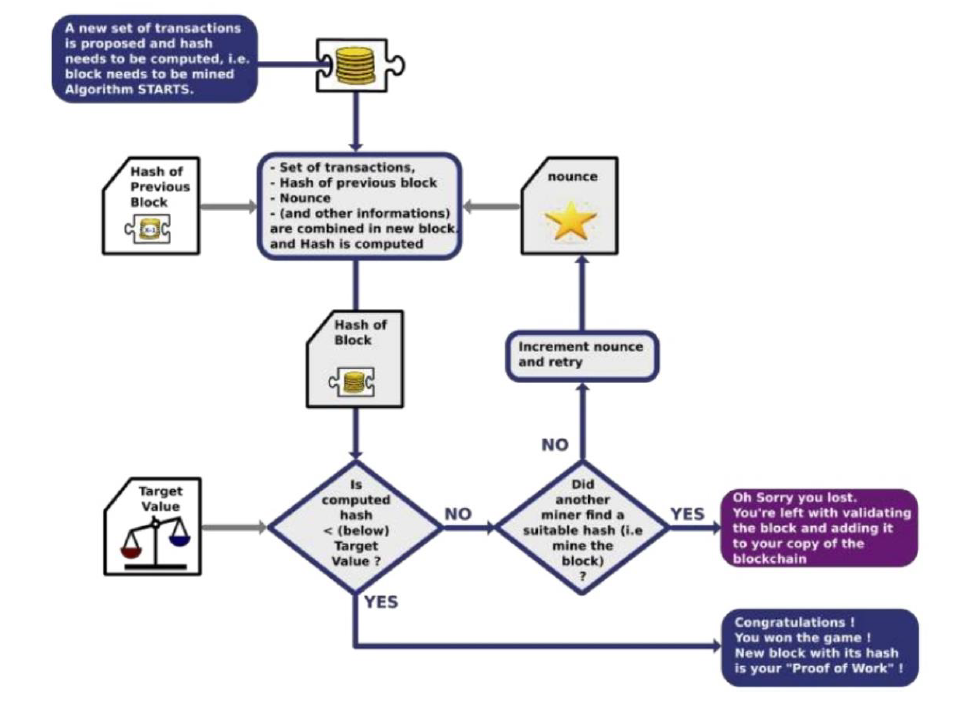 A new set of transactions
is proposed and hash
needs to be computed, i.e.
block needs to be mined
Algorithm STARTS.
Hash of
Previous
Block
- Set of transactions,
- Hash of previous block
- Nounce
- (and other informations)
are combined in new block.
and Hash is computed
nounce
Hash of
Block
Increment nounce
and retry
NO
Target
Value
Is
computed
hash
< (below)
Target
Value ?
NO
Did
another
miner find a
suitable hash (i.e
mine the
block)
?
YES
Oh Sorry you lost.
You're left with validating
the block and adding it
to your copy of the
blockchain
YES
Congratulations !
You won the game !
New block with its hash
is your "Proof of Work" !